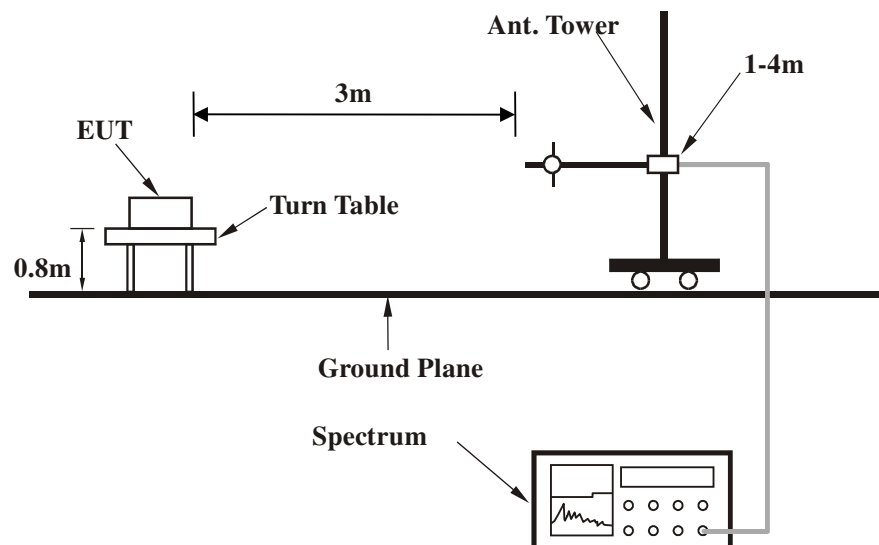 Ant. Tower
1-4m
3m
EUT
Turn Table
0.8m
Ground Plane
Spectrum